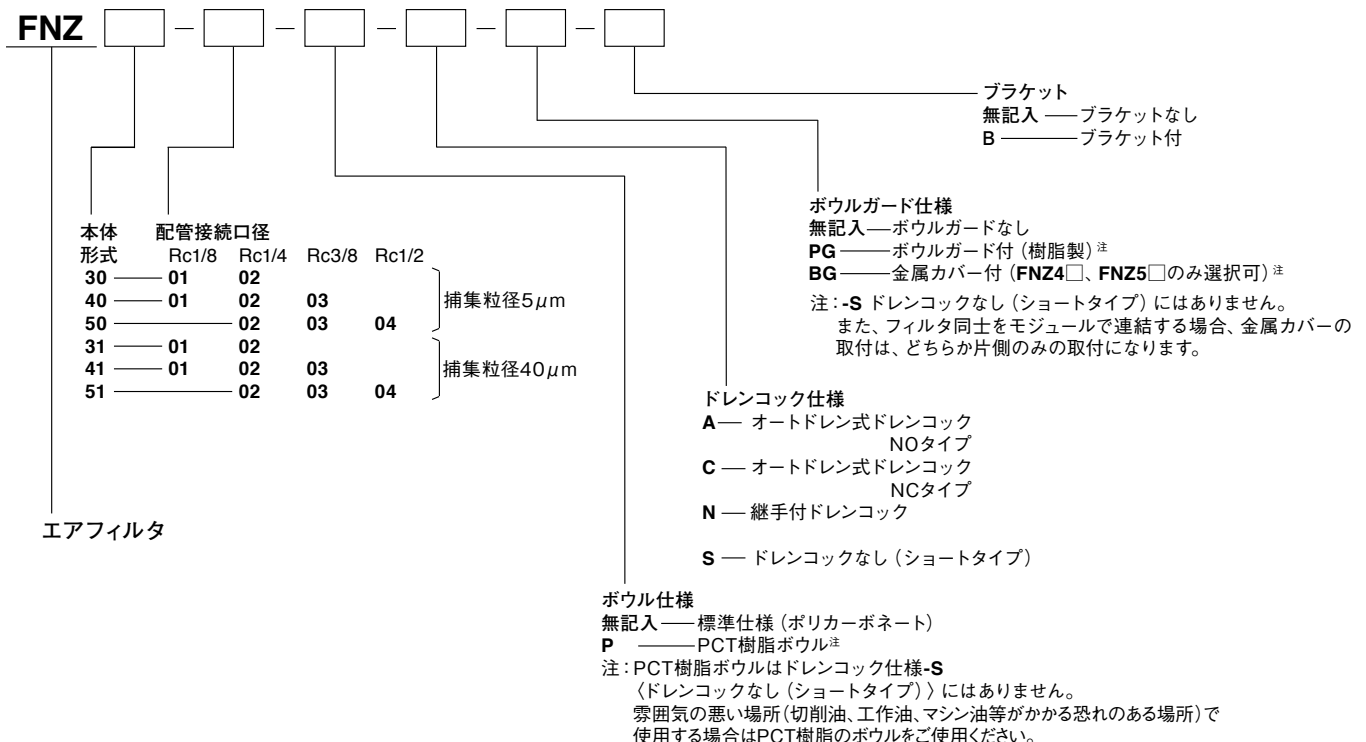 FNZ □ － □ － □ － □ － □ － □
ブラケット
無記入 ── ブラケットなし
B ──── ブラケット付
ボウルガード仕様
無記入 ─ ボウルガードなし
PG ── ボウルガード付（樹脂製）注
BG ── 金属カバー付（FNZ4□、FNZ5□のみ選択可）注
注：-S ドレンコックなし（ショートタイプ）にはありません。
また、フィルタ同士をモジュールで連結する場合、金属カバーの
取付は、どちらか片側のみの取付になります。
本体 配管接続口径
形式 Rc1/8 Rc1/4 Rc3/8 Rc1/2
30 ── 01 02
40 ── 01 02 03
50 ──── 02 03 04
捕集粒径5μm
31 ── 01 02
41 ── 01 02 03
51 ──── 02 03 04
捕集粒径40μm
ドレンコック仕様
A ─ オートドレン式ドレンコック
NOタイプ
C ─ オートドレン式ドレンコック
NCタイプ
N ─ 継手付ドレンコック
S ─ ドレンコックなし（ショートタイプ）
エアフィルタ
ボウル仕様
無記入 ── 標準仕様（ポリカーボネート）
P ── PCT樹脂ボウル注
注：PCT樹脂ボウルはドレンコック仕様-S
〈ドレンコックなし（ショートタイプ）〉にはありません。
雰囲気の悪い場所（切削油、工作油、マシン油等がかかる恐れのある場所）で
使用する場合はPCT樹脂のボウルをご使用ください。